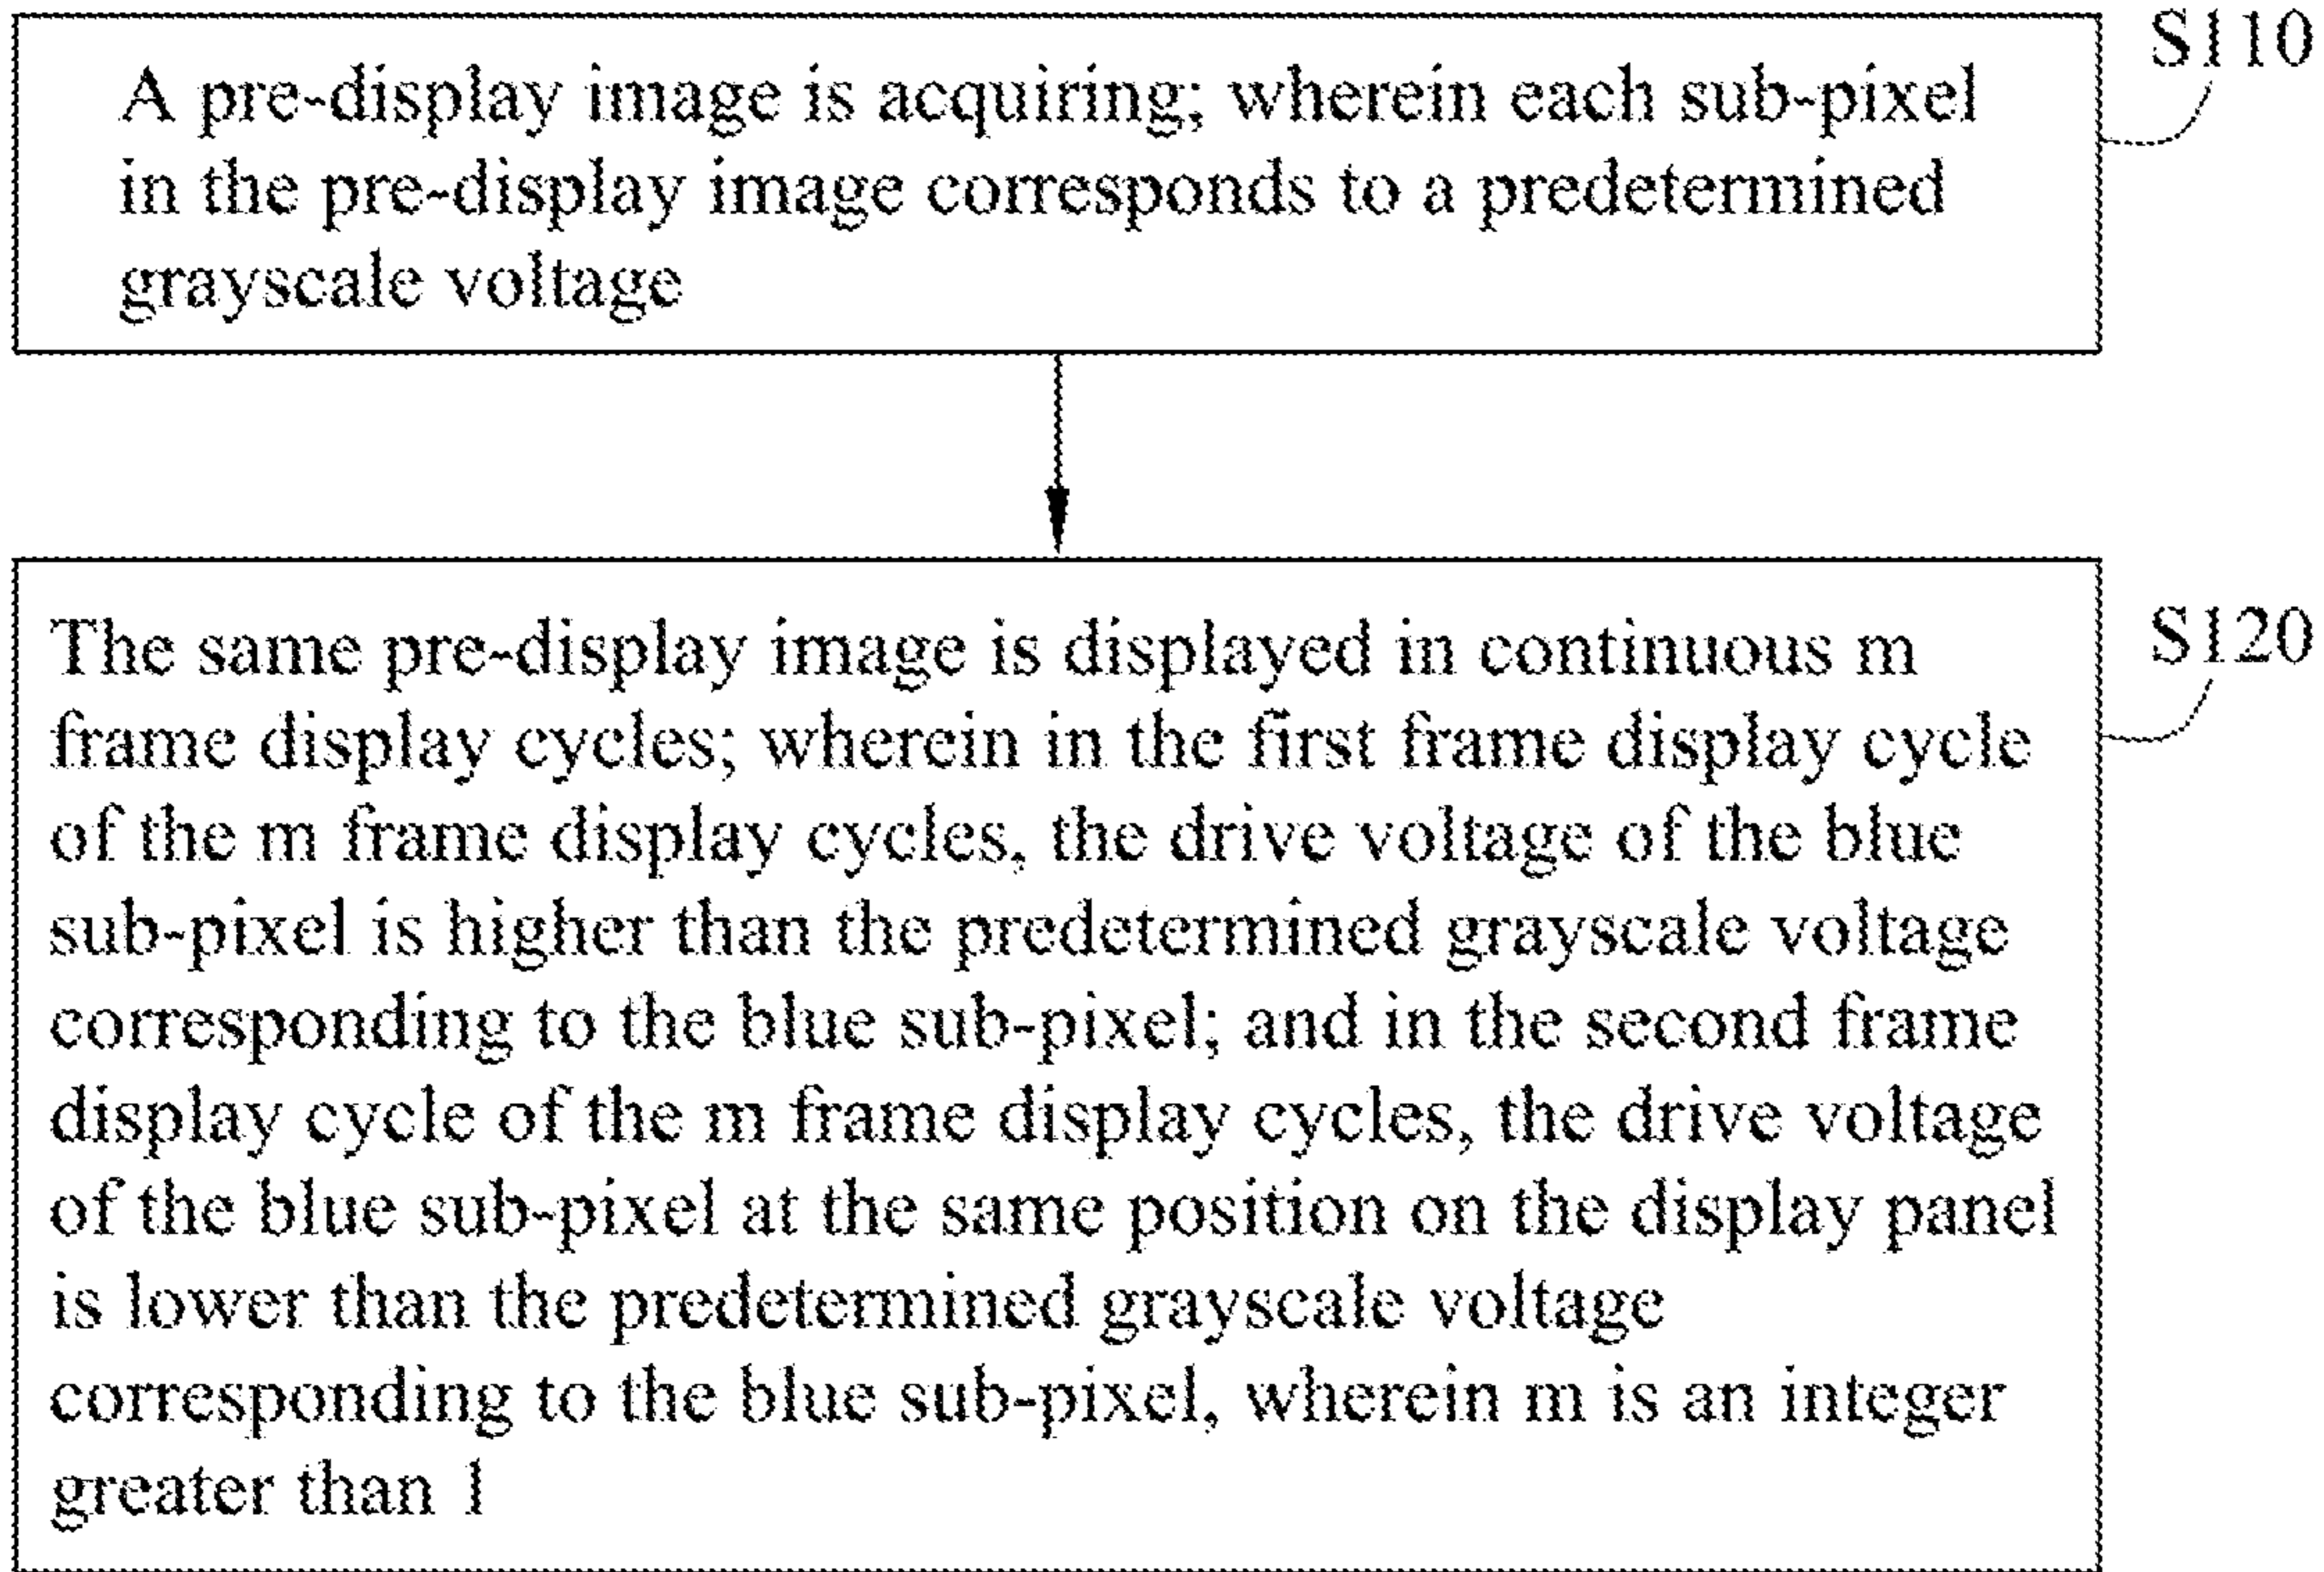 S110
A pre-display image is acquiring; wherein each sub-pixel
in the pre-display image corresponds to a predetermined
grayscale voltage
S120
The same pre-display image is displayed in continuous m
frame display cycles; wherein in the first frame display cycle
of the m frame display cycles, the drive voltage of the blue
sub-pixel is higher than the predetermined grayscale voltage
corresponding to the blue sub-pixel; and in the second frame
display cycle of the m frame display cycles, the drive voltage
of the blue sub-pixel at the same position on the display panel
is lower than the predetermined grayscale voltage
corresponding to the blue sub-pixel, wherein m is an integer
greater than 1